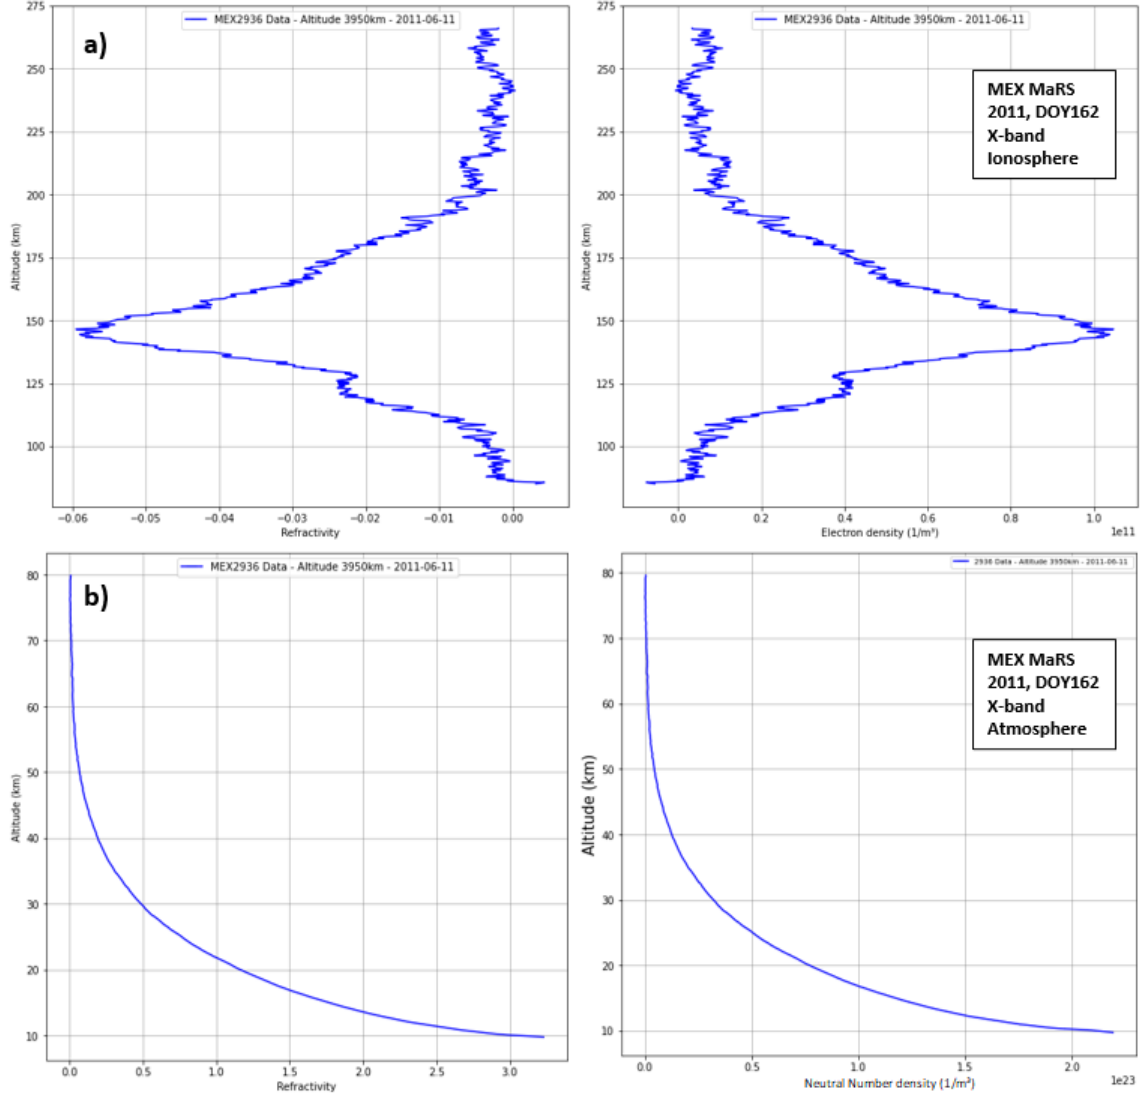 MEX2936 Data - Altitude 3950km - 2011-06-11
a)
275
250
225
200
175
150
125
100
Altitude (km)
−0.06 −0.05 −0.04 −0.03 −0.02 −0.01 0.00
Refractivity
MEX2936 Data - Altitude 3950km - 2011-06-11
MEX MaRS
2011, DOY162
X-band
Ionosphere
275
250
225
200
175
150
125
100
Altitude (km)
0.0 0.2 0.4 0.6 0.8 1.0
1e11
Electron density (1/m³)
MEX2936 Data - Altitude 3950km - 2011-06-11
b)
80
70
60
50
40
30
20
10
Altitude (km)
0.0 0.5 1.0 1.5 2.0 2.5 3.0
Refractivity
2936 Data - Altitude 3950km - 2011-06-11
MEX MaRS
2011, DOY162
X-band
Atmosphere
80
70
60
50
40
30
20
10
Altitude (km)
0.0 0.5 1.0 1.5 2.0
1e23
Neutral Number density (1/m³)